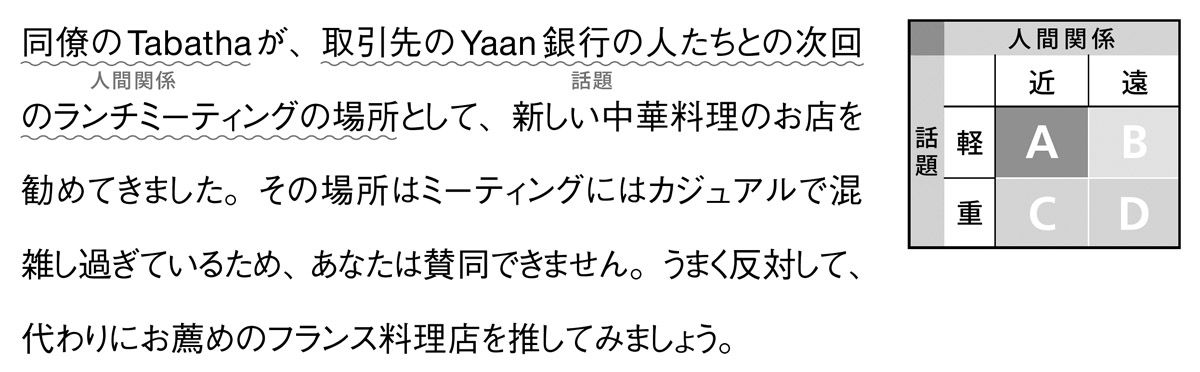 同僚のTabathaが、取引先のYaan銀行の人たちとの次回
人間関係
話題
のランチミーティングの場所として、新しい中華料理のお店を
勧めてきました。その場所はミーティングにはカジュアルで混
雑し過ぎているため、あなたは賛同できません。うまく反対して、
代わりにお薦めのフランス料理店を推してみましょう。
人間関係
近 遠
話題
軽 A B
重 C D